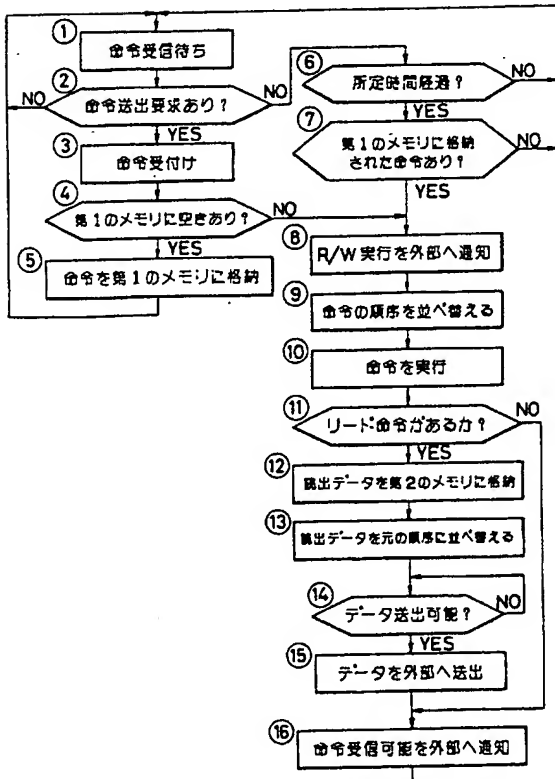 ①
命令受信待ち
②
命令送出要求あり?
NO
NO
YES
③
命令受付け
④
第1のメモリに空きあり?
NO
YES
⑤
命令を第1のメモリに格納
⑥
所定時間経過?
NO
YES
⑦
第1のメモリに格納
された命令あり?
NO
YES
⑧
R/W実行を外部へ通知
⑨
命令の順序を並べ替える
⑩
命令を実行
⑪
リード命令があるか?
NO
YES
⑫
読出データを第2のメモリに格納
⑬
読出データを元の順序に並べ替える
⑭
データ送出可能?
NO
YES
⑮
データを外部へ送出
⑯
命令受信可能を外部へ通知